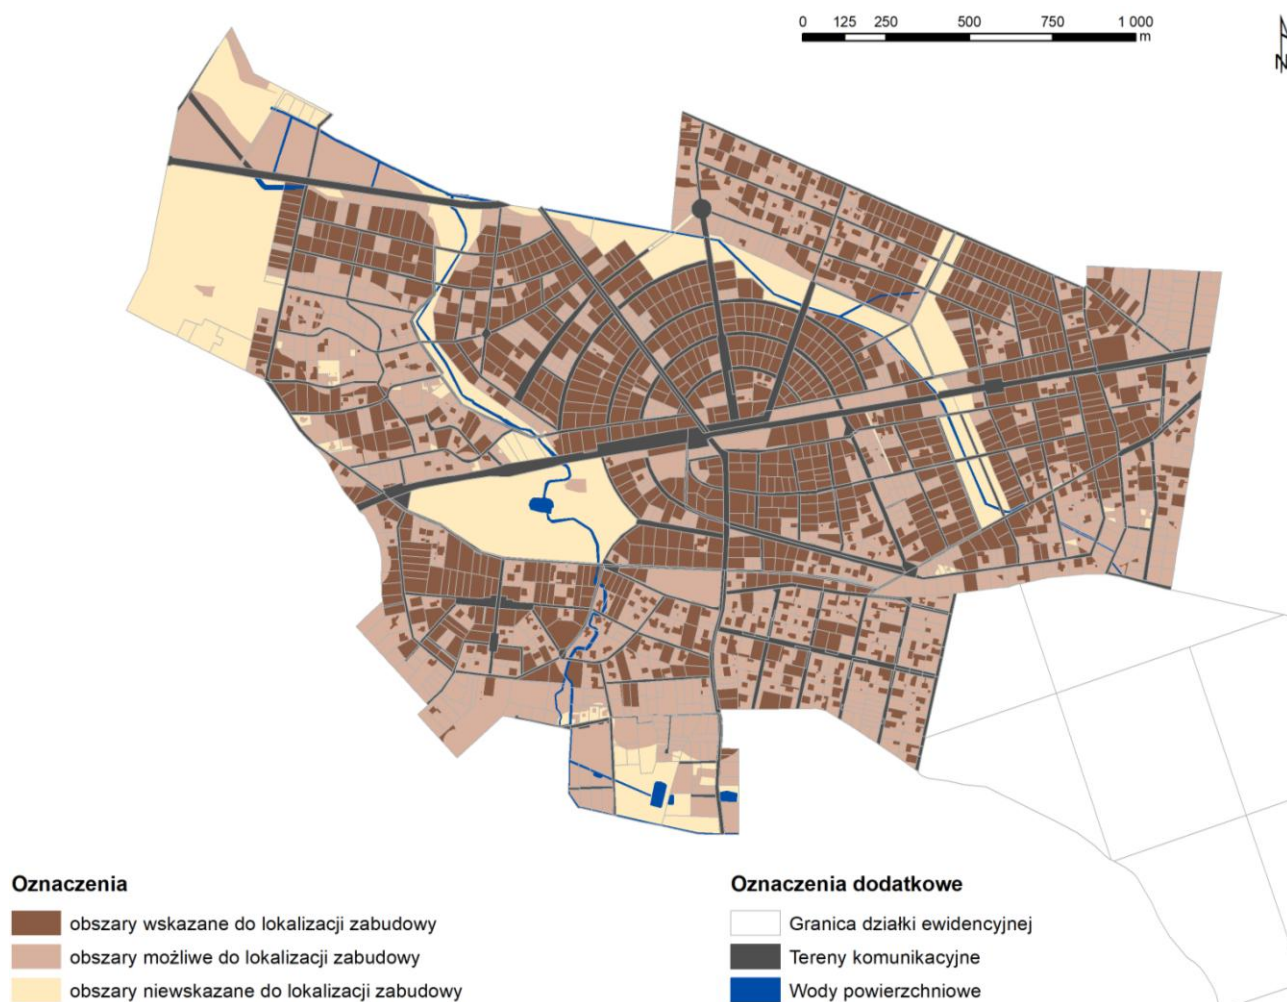 0 125 250 500 750 1 000
m
N
Oznaczenia
obszary wskazane do lokalizacji zabudowy
obszary możliwe do lokalizacji zabudowy
obszary niewskazane do lokalizacji zabudowy
Oznaczenia dodatkowe
Granica działki ewidencyjnej
Tereny komunikacyjne
Wody powierzchniowe